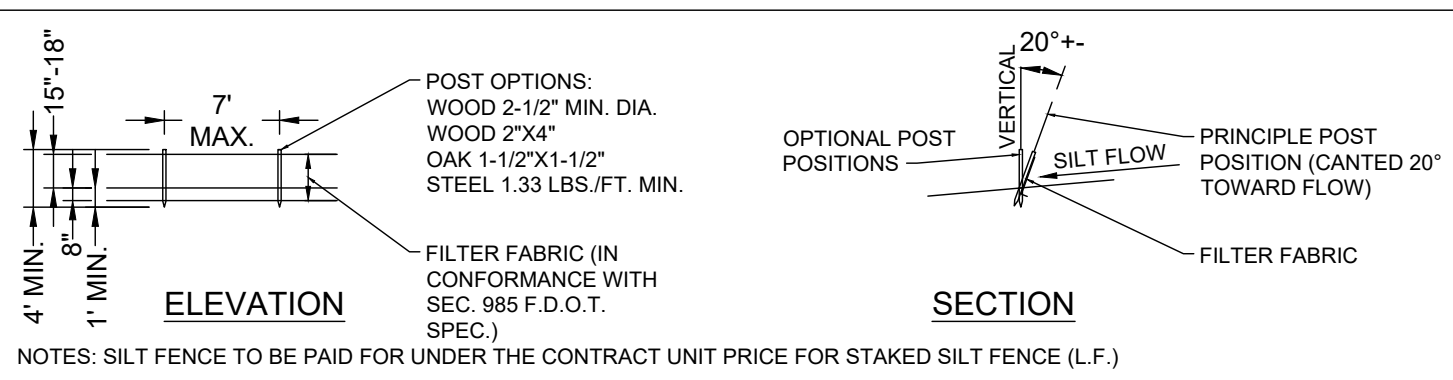 15"-18"
7'
MAX.
4' MIN.
8"
1' MIN.
POST OPTIONS:
WOOD 2-1/2" MIN. DIA.
WOOD 2"X4"
OAK 1-1/2"X1-1/2"
STEEL 1.33 LBS./FT. MIN.
FILTER FABRIC (IN
CONFORMANCE WITH
SEC. 985 F.D.O.T.
SPEC.)
ELEVATION
20°+-
VERTICAL
OPTIONAL POST
POSITIONS
SILT FLOW
PRINCIPLE POST
POSITION (CANTED 20°
TOWARD FLOW)
FILTER FABRIC
SECTION
NOTES: SILT FENCE TO BE PAID FOR UNDER THE CONTRACT UNIT PRICE FOR STAKED SILT FENCE (L.F.)